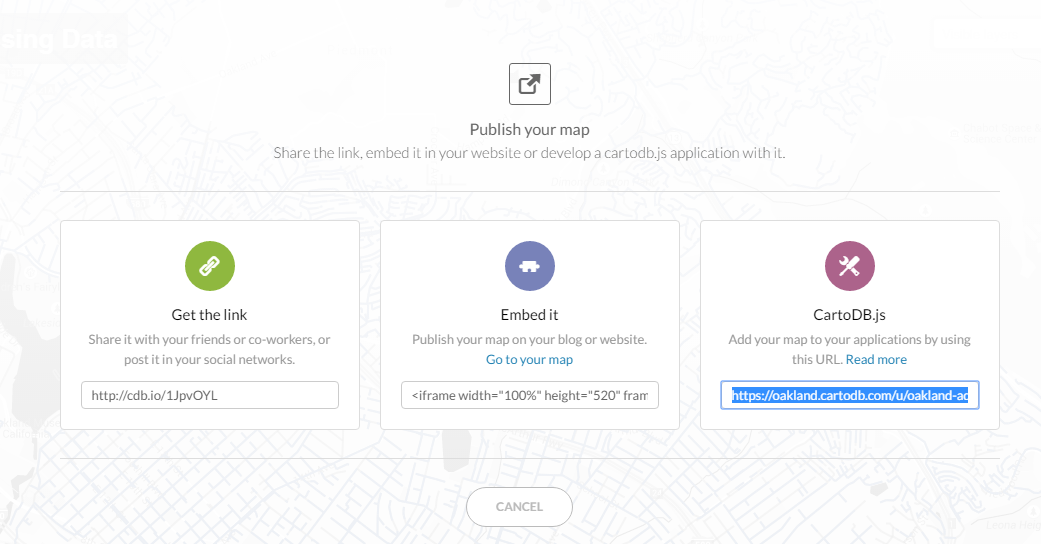 sing Data
Publish your map
Share the link, embed it in your website or develop a cartodb.js application with it.
Get the link
Share it with your friends or co-workers, or
post it in your social networks.
http://cdb.io/1JpvOYL
Embed it
Publish your map on your blog or website.
Go to your map
<iframe width="100%" height="520" fram
CartoDB.js
Add your map to your applications by using
this URL. Read more
https://oakland.cartodb.com/u/oakland-ad
CANCEL